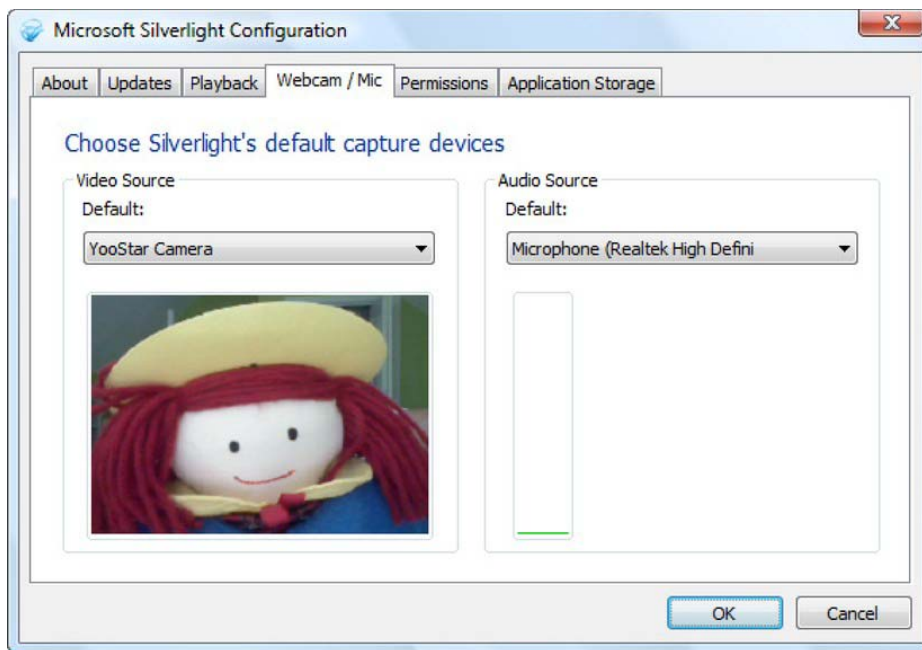 Microsoft Silverlight Configuration
X
About Updates Playback Webcam / Mic Permissions Application Storage
Choose Silverlight's default capture devices
Video Source
Default:
YooStar Camera
Audio Source
Default:
Microphone (Realtek High Defini
OK Cancel